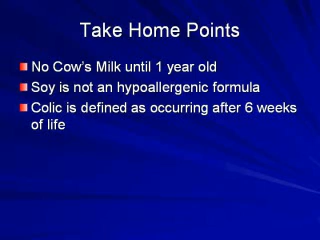 Take Home Points
No Cow's Milk until 1 year old
Soy is not an hypoallergenic formula
Colic is defined as occurring after 6 weeks
of life